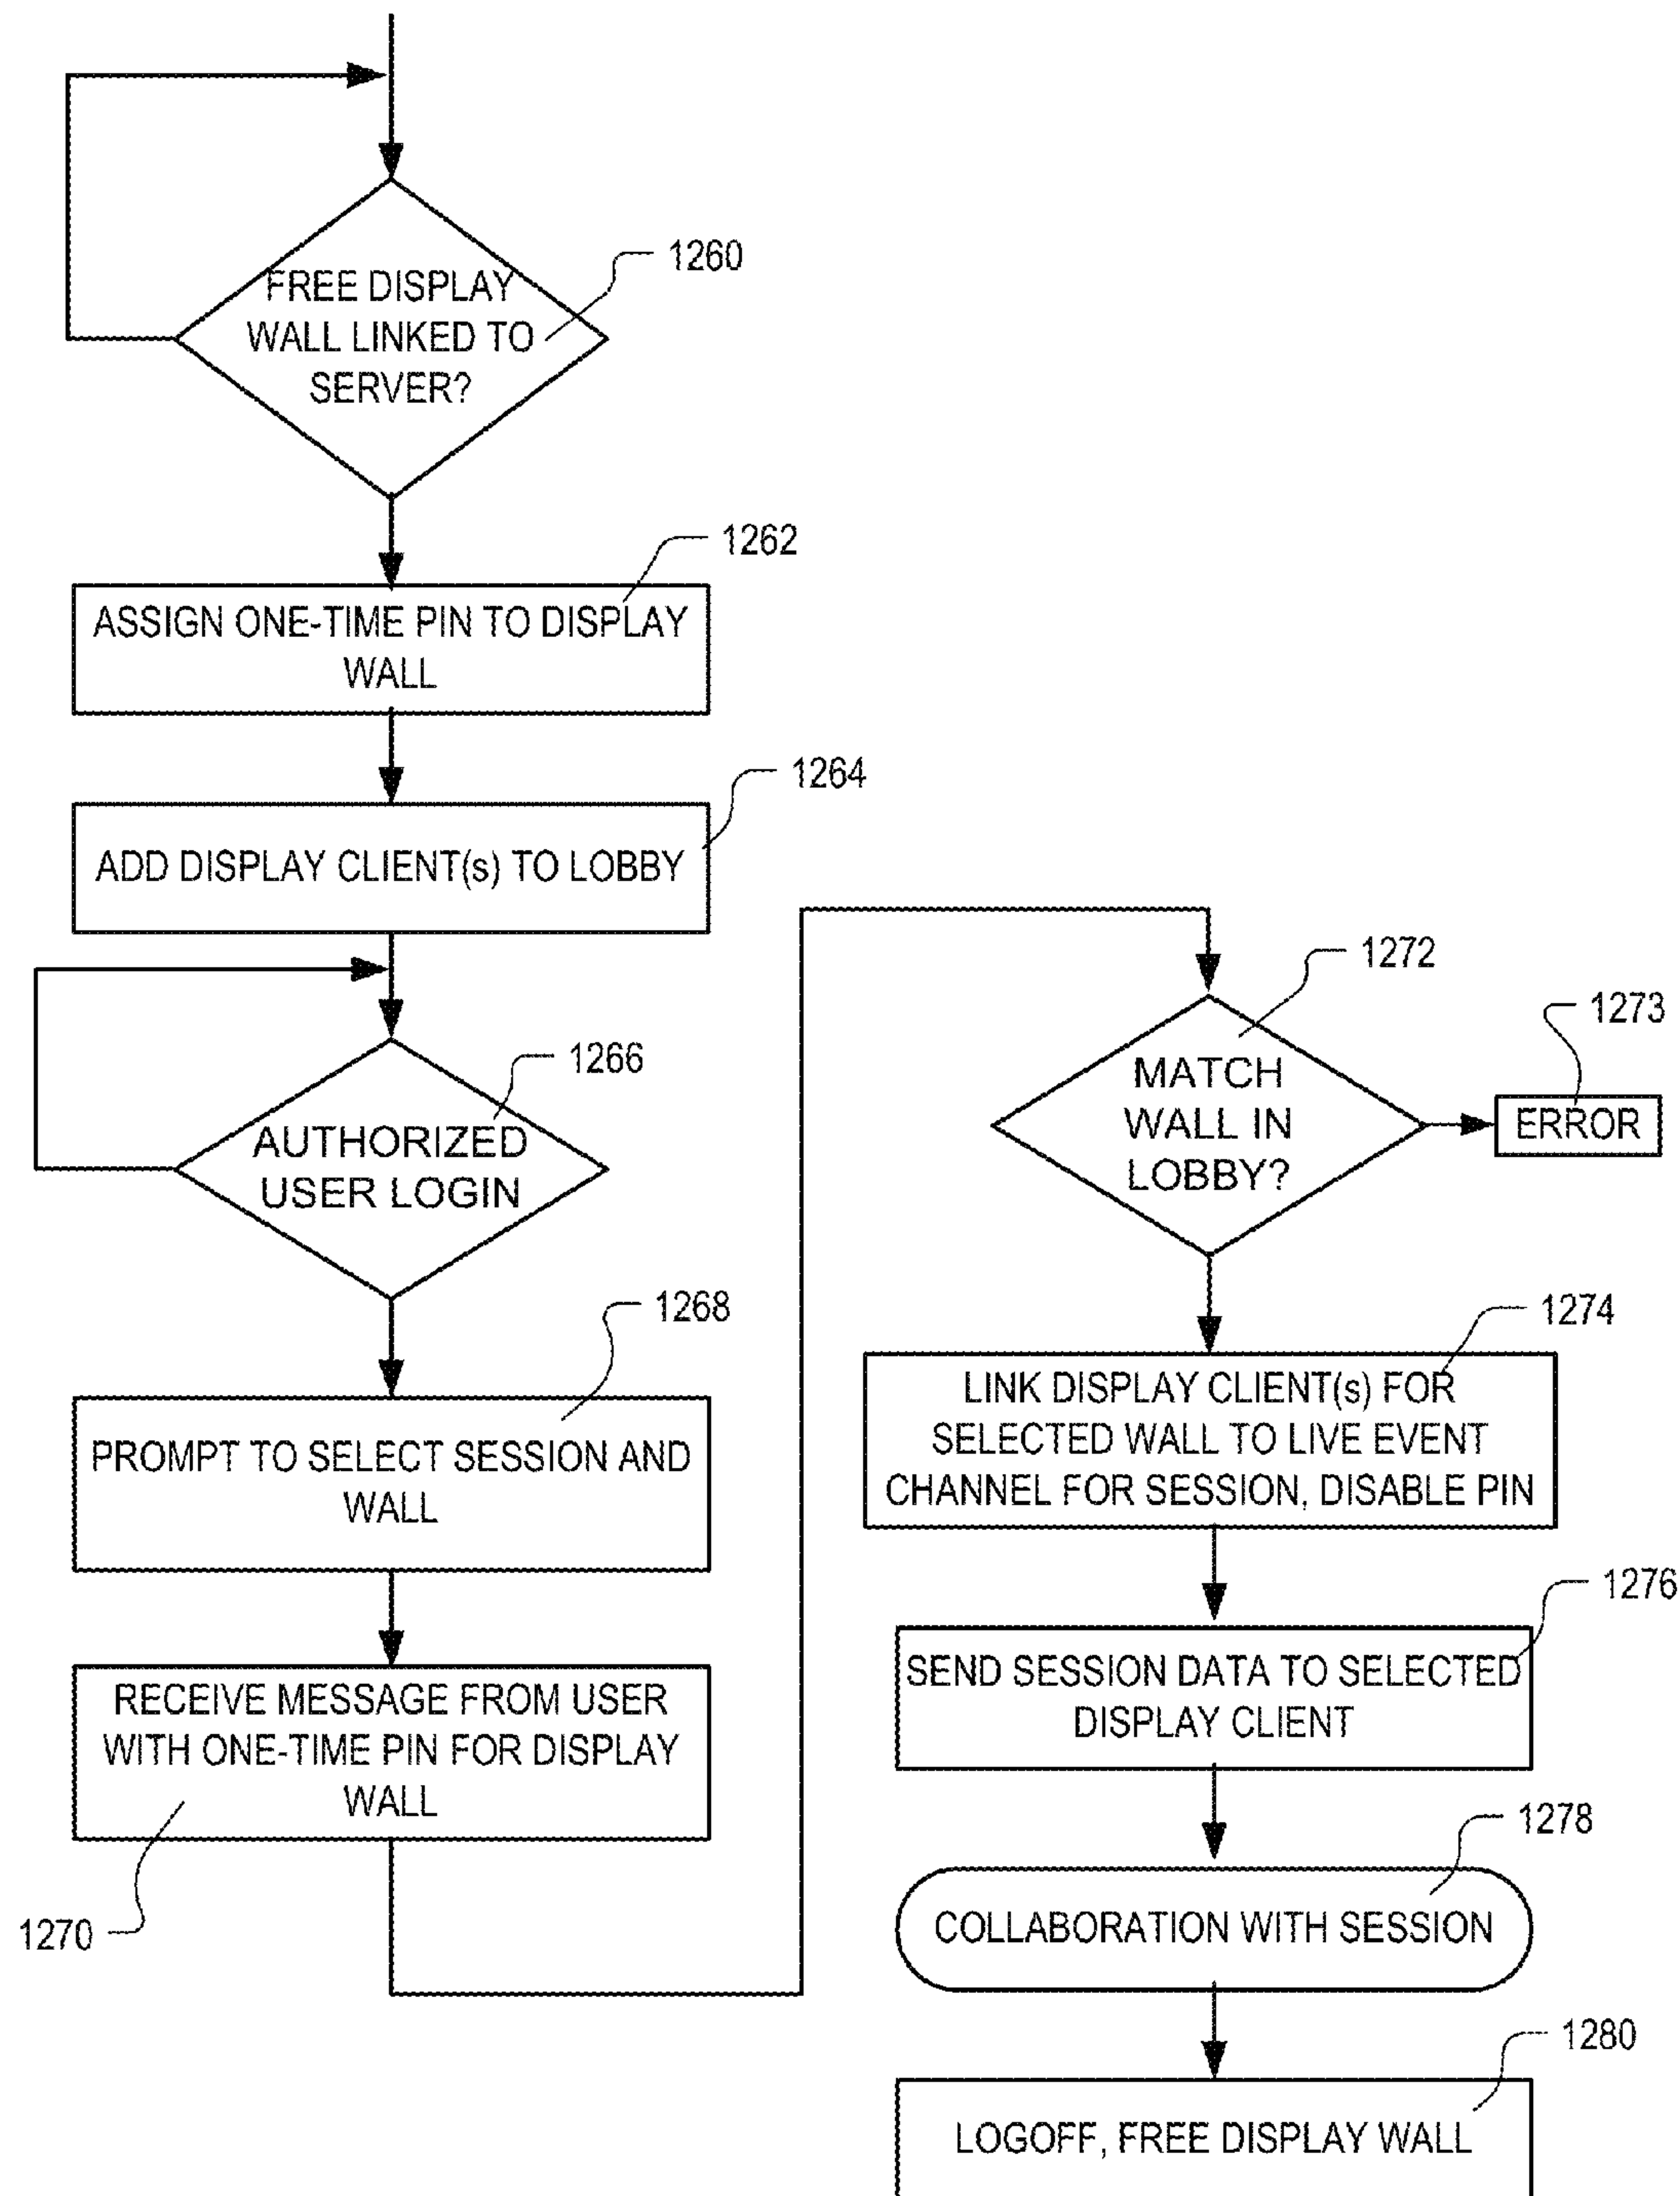 1260
FREE DISPLAY
WALL LINKED TO
SERVER?
1262
ASSIGN ONE-TIME PIN TO DISPLAY
WALL
1264
ADD DISPLAY CLIENT(s) TO LOBBY
1266
AUTHORIZED
USER LOGIN
1268
PROMPT TO SELECT SESSION AND
WALL
RECEIVE MESSAGE FROM USER
WITH ONE-TIME PIN FOR DISPLAY
WALL
1270
1272
MATCH
WALL IN
LOBBY?
1273
ERROR
1274
LINK DISPLAY CLIENT(s) FOR
SELECTED WALL TO LIVE EVENT
CHANNEL FOR SESSION, DISABLE PIN
1276
SEND SESSION DATA TO SELECTED
DISPLAY CLIENT
1278
COLLABORATION WITH SESSION
1280
LOGOFF, FREE DISPLAY WALL